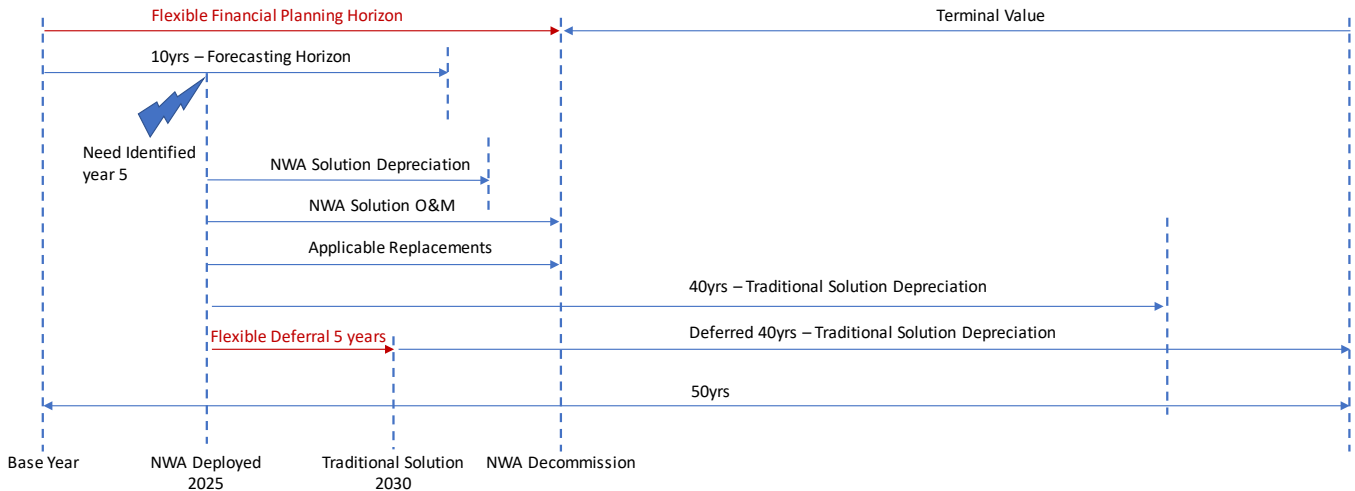 Flexible Financial Planning Horizon
Terminal Value
10yrs – Forecasting Horizon
Need Identified
year 5
NWA Solution Depreciation
NWA Solution O&M
Applicable Replacements
40yrs – Traditional Solution Depreciation
Flexible Deferral 5 years
Deferred 40yrs – Traditional Solution Depreciation
50yrs
Base Year
NWA Deployed
2025
Traditional Solution
2030
NWA Decommission